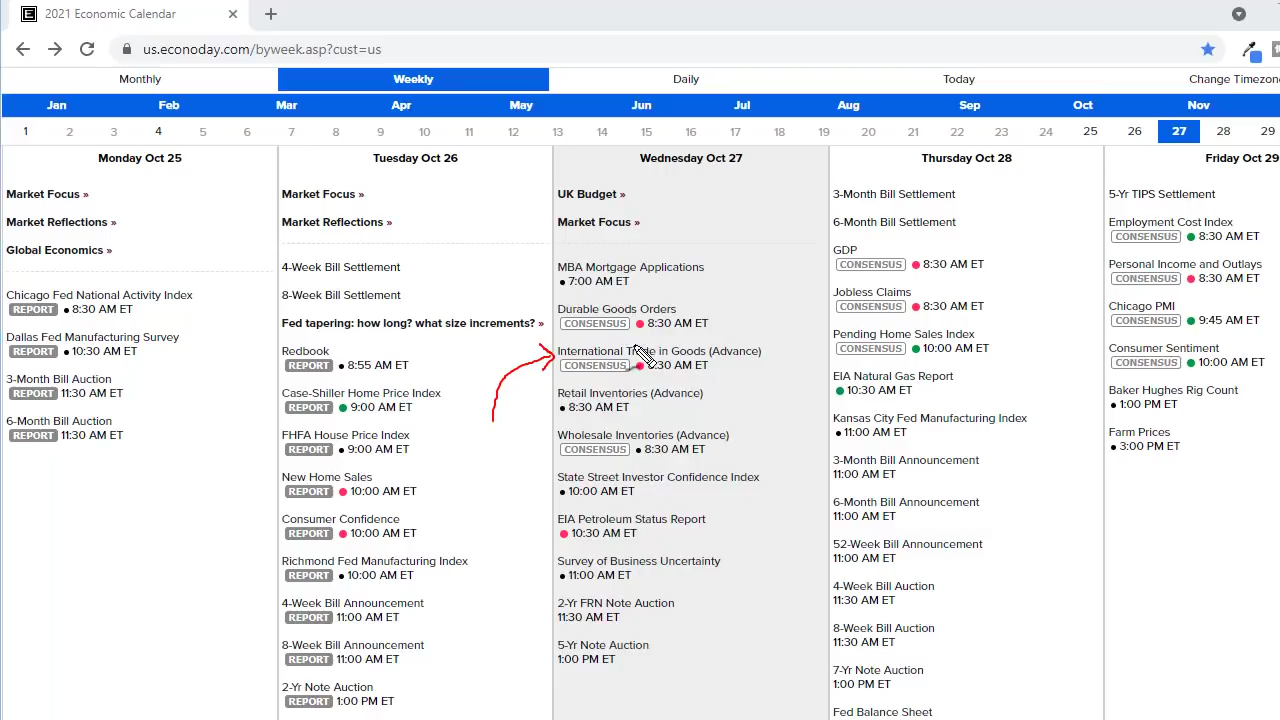 2021 Economic Calendar
us.econoday.com/byweek.asp?cust=us
Monthly Weekly Daily Today Change Timezon
Jan Feb Mar Apr May Jun Jul Aug Sep Oct Nov
1 2 3 4 5 6 7 8 9 10 11 12 13 14 15 16 17 18 19 20 21 22 23 24 25 26 27 28 29
Monday Oct 25
Market Focus »
Market Reflections »
Global Economics »
Chicago Fed National Activity Index
REPORT 8:30 AM ET
Dallas Fed Manufacturing Survey
REPORT 10:30 AM ET
3-Month Bill Auction
REPORT 11:30 AM ET
6-Month Bill Auction
REPORT 11:30 AM ET
Tuesday Oct 26
Market Focus »
Market Reflections »
4-Week Bill Settlement
8-Week Bill Settlement
Fed tapering: how long? what size increments? »
Redbook
REPORT 8:55 AM ET
Case-Shiller Home Price Index
REPORT 9:00 AM ET
FHFA House Price Index
REPORT 9:00 AM ET
New Home Sales
REPORT 10:00 AM ET
Consumer Confidence
REPORT 10:00 AM ET
Richmond Fed Manufacturing Index
REPORT 10:00 AM ET
4-Week Bill Announcement
REPORT 11:00 AM ET
8-Week Bill Announcement
REPORT 11:00 AM ET
2-Yr Note Auction
REPORT 1:00 PM ET
Wednesday Oct 27
UK Budget »
Market Focus »
MBA Mortgage Applications
7:00 AM ET
Durable Goods Orders
CONSENSUS 8:30 AM ET
International in Goods (Advance)
CONSENSUS AM ET
Retail Inventories (Advance)
8:30 AM ET
Wholesale Inventories (Advance)
CONSENSUS 8:30 AM ET
State Street Investor Confidence Index
10:00 AM ET
EIA Petroleum Status Report
10:30 AM ET
Survey of Business Uncertainty
11:00 AM ET
2-Yr FRN Note Auction
11:30 AM ET
5-Yr Note Auction
1:00 PM ET
Thursday Oct 28
3-Month Bill Settlement
6-Month Bill Settlement
GDP
CONSENSUS 8:30 AM ET
Jobless Claims
CONSENSUS 8:30 AM ET
Pending Home Sales Index
CONSENSUS 10:00 AM ET
EIA Natural Gas Report
10:30 AM ET
Kansas City Fed Manufacturing Index
11:00 AM ET
3-Month Bill Announcement
11:00 AM ET
6-Month Bill Announcement
11:00 AM ET
52-Week Bill Announcement
11:00 AM ET
4-Week Bill Auction
11:30 AM ET
8-Week Bill Auction
11:30 AM ET
7-Yr Note Auction
1:00 PM ET
Fed Balance Sheet
Friday Oct 29
5-Yr TIPS Settlement
Employment Cost Index
CONSENSUS 8:30 AM ET
Personal Income and Outlays
CONSENSUS 8:30 AM ET
Chicago PMI
CONSENSUS 9:45 AM ET
Consumer Sentiment
CONSENSUS 10:00 AM ET
Baker Hughes Rig Count
1:00 PM ET
Farm Prices
3:00 PM ET